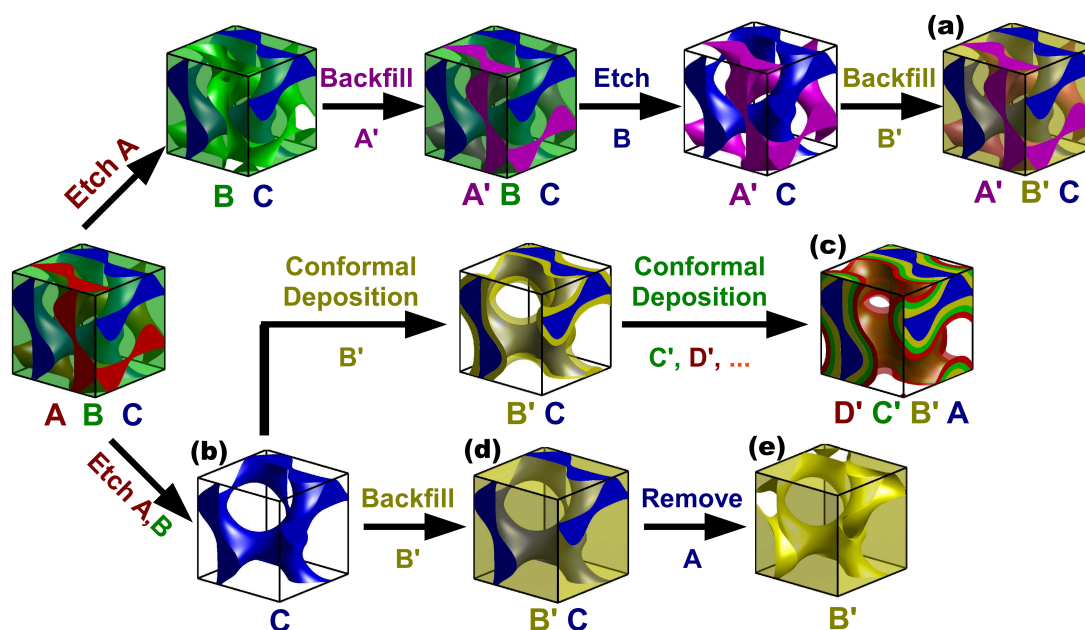 (a)
Backfill
A'
Etch
B
Backfill
B'
Etch A
B C
A' B C
A' C
A' B' C
(c)
Conformal
Deposition
B'
Conformal
Deposition
C', D', ...
A B C
B' C
D' C' B' A
Etch A,B
(b)
(d)
(e)
Backfill
B'
Remove
A
C
B' C
B'